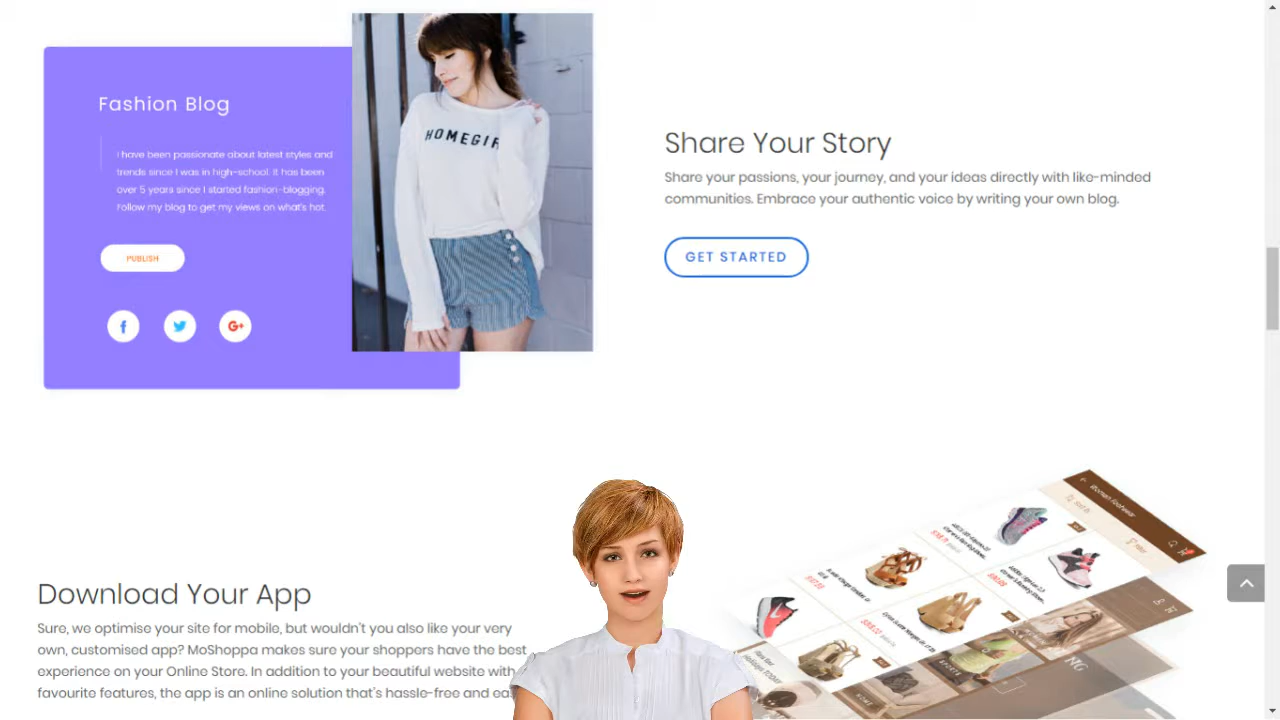 Fashion Blog
I have been passionate about latest styles and
trends since I was in high-school. It has been
over 5 years since I started fashion-blogging.
Follow my blog to get my views on what's hot.
PUBLISH
f
G+
HOMEGIR
Share Your Story
Share your passions, your journey, and your ideas directly with like-minded
communities. Embrace your authentic voice by writing your own blog.
GET STARTED
Download Your App
Sure, we optimise your site for mobile, but wouldn't you also like your very
own, customised app? MoShoppa makes sure your shoppers have the best
experience on your Online Store. In addition to your beautiful website with
favourite features, the app is an online solution that's hassle-free and
Women Footwear